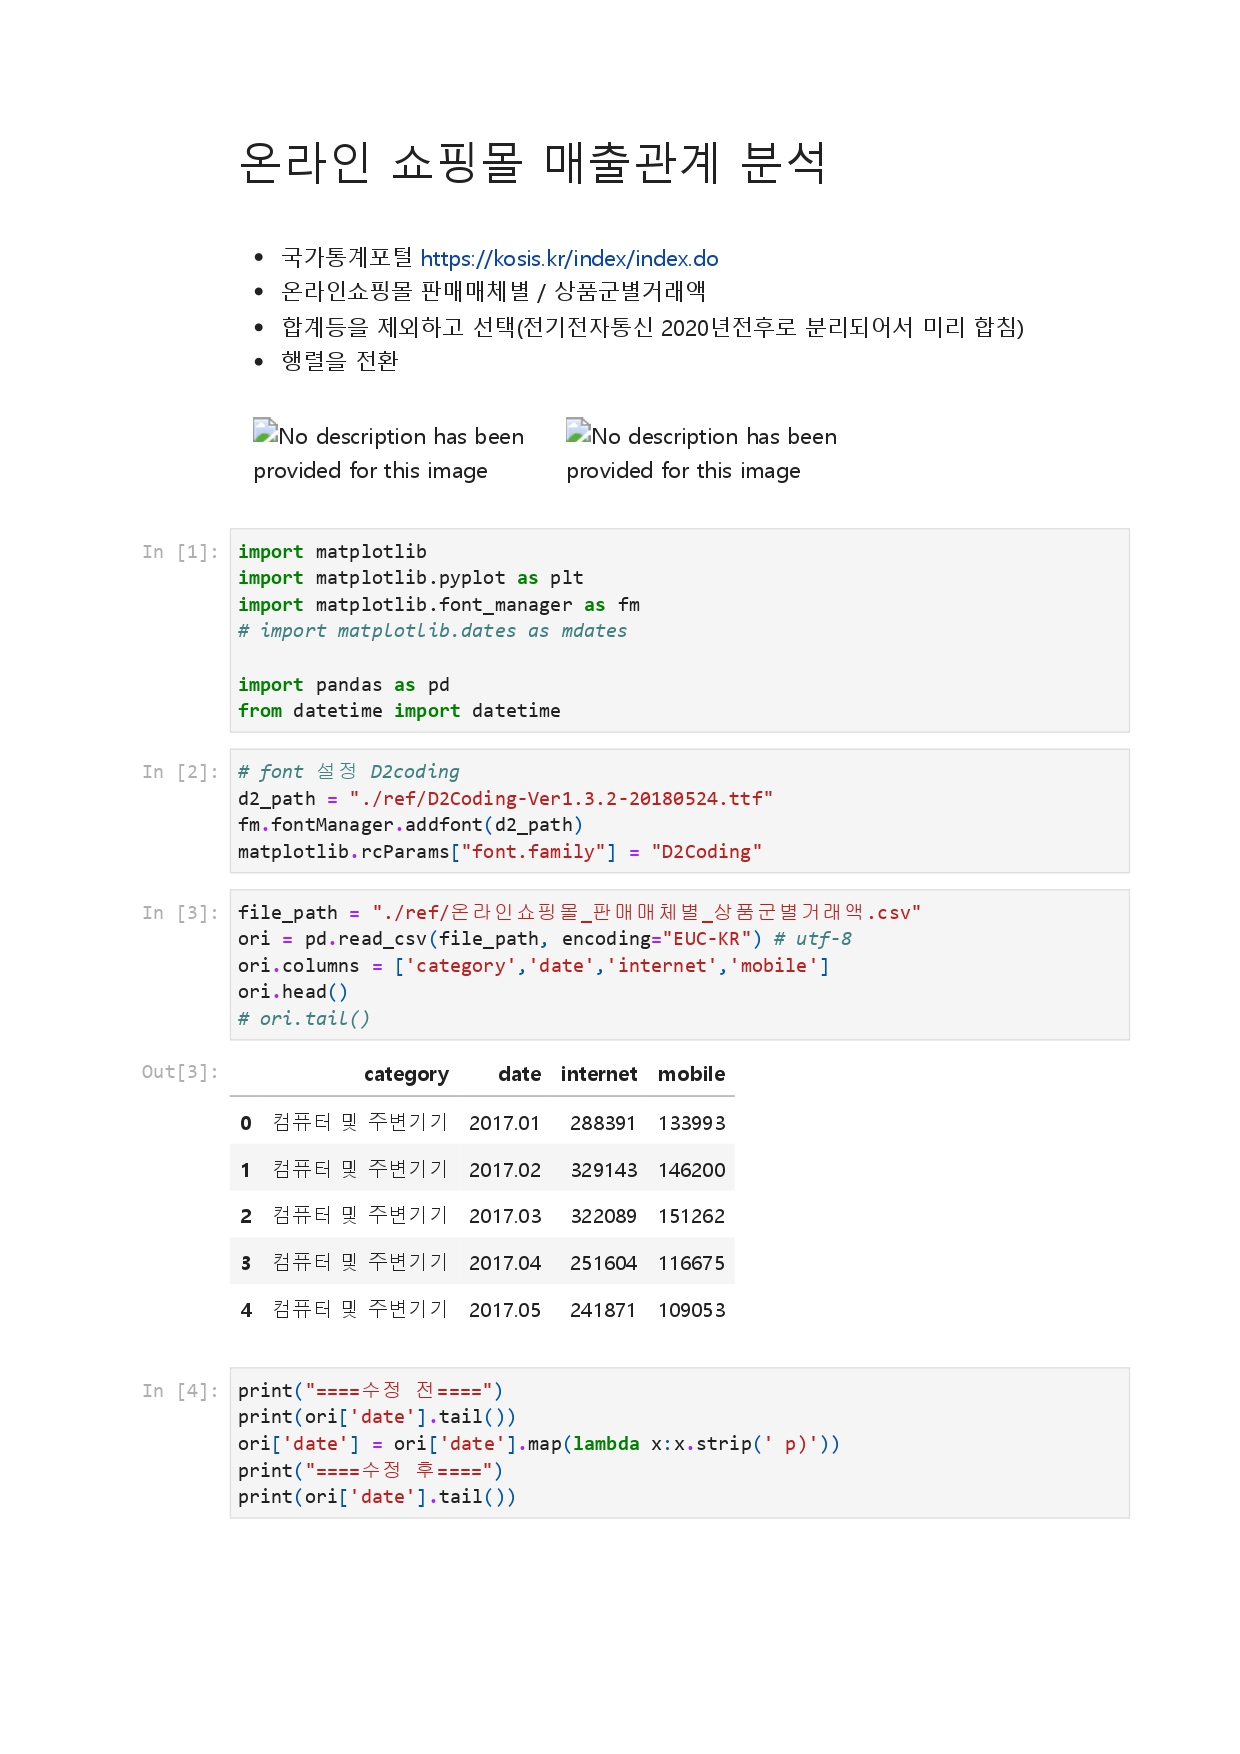 온라인 쇼핑몰 매출관계 분석
국가통계포털 https://kosis.kr/index/index.do
온라인쇼핑몰 판매매체별 / 상품군별거래액
합계등을 제외하고 선택(전기전자통신 2020년전후로 분리되어서 미리 합침)
행렬을 전환
No description has been provided for this image
No description has been provided for this image
In [1]:
import matplotlib
import matplotlib.pyplot as plt
import matplotlib.font_manager as fm
# import matplotlib.dates as mdates
import pandas as pd
from datetime import datetime
In [2]:
# font 설정 D2coding
d2_path = "./ref/D2Coding-Ver1.3.2-20180524.ttf"
fm.fontManager.addfont(d2_path)
matplotlib.rcParams["font.family"] = "D2Coding"
In [3]:
file_path = "./ref/온라인쇼핑몰_판매매체별_상품군별거래액.csv"
ori = pd.read_csv(file_path, encoding="EUC-KR") # utf-8
ori.columns = ['category','date','internet','mobile']
ori.head()
# ori.tail()
Out[3]:
category date internet mobile
0 컴퓨터 및 주변기기 2017.01 288391 133993
1 컴퓨터 및 주변기기 2017.02 329143 146200
2 컴퓨터 및 주변기기 2017.03 322089 151262
3 컴퓨터 및 주변기기 2017.04 251604 116675
4 컴퓨터 및 주변기기 2017.05 241871 109053
In [4]:
print("====수정 전====")
print(ori['date'].tail())
ori['date'] = ori['date'].map(lambda x:x.strip(' p)'))
print("====수정 후====")
print(ori['date'].tail())